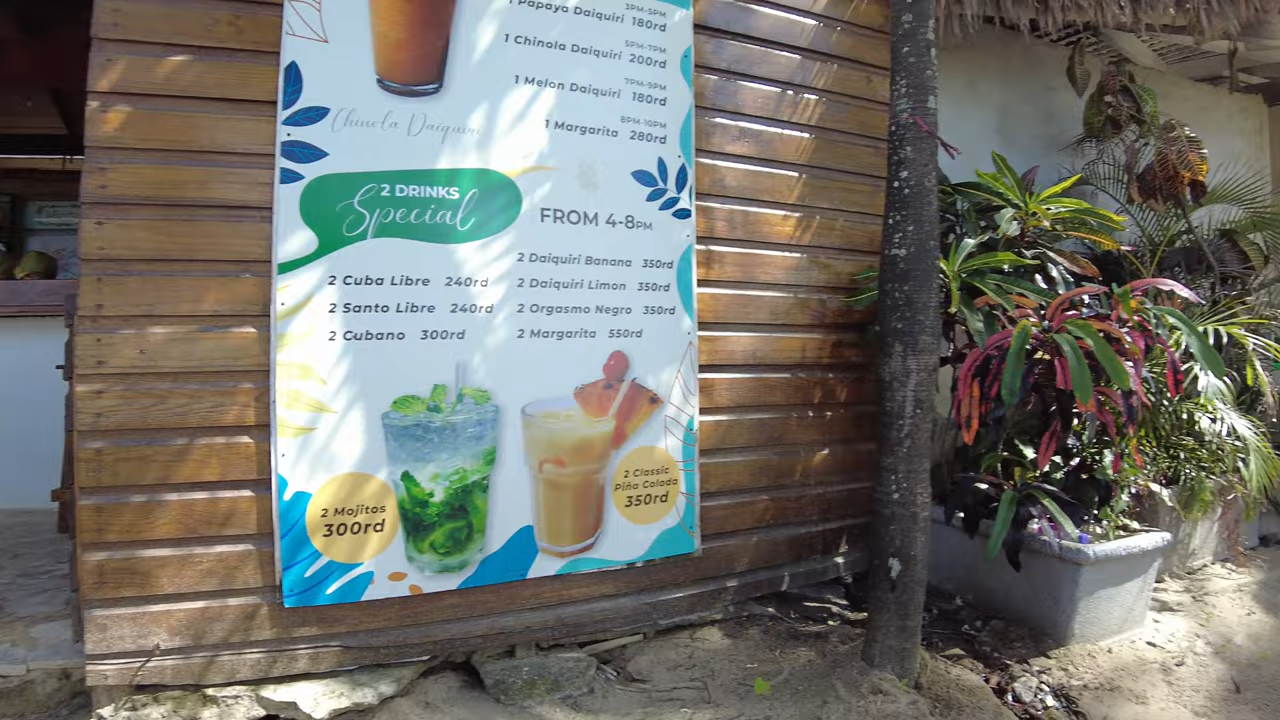 3PM-5PM
1 Papaya Daiquiri 180rd
5PM-7PM
1 Chinola Daiquiri 200rd
7PM-9PM
1 Melon Daiquiri 180rd
8PM-10PM
1 Margarita 280rd
Chinola Daiquiri
2 DRINKS
Special
FROM 4-8PM
2 Cuba Libre 240rd
2 Santo Libre 240rd
2 Cubano 300rd
2 Daiquiri Banana 350rd
2 Daiquiri Limon 350rd
2 Orgasmo Negro 350rd
2 Margarita 550rd
2 Mojitos
300rd
2 Classic
Piña Colada
350rd